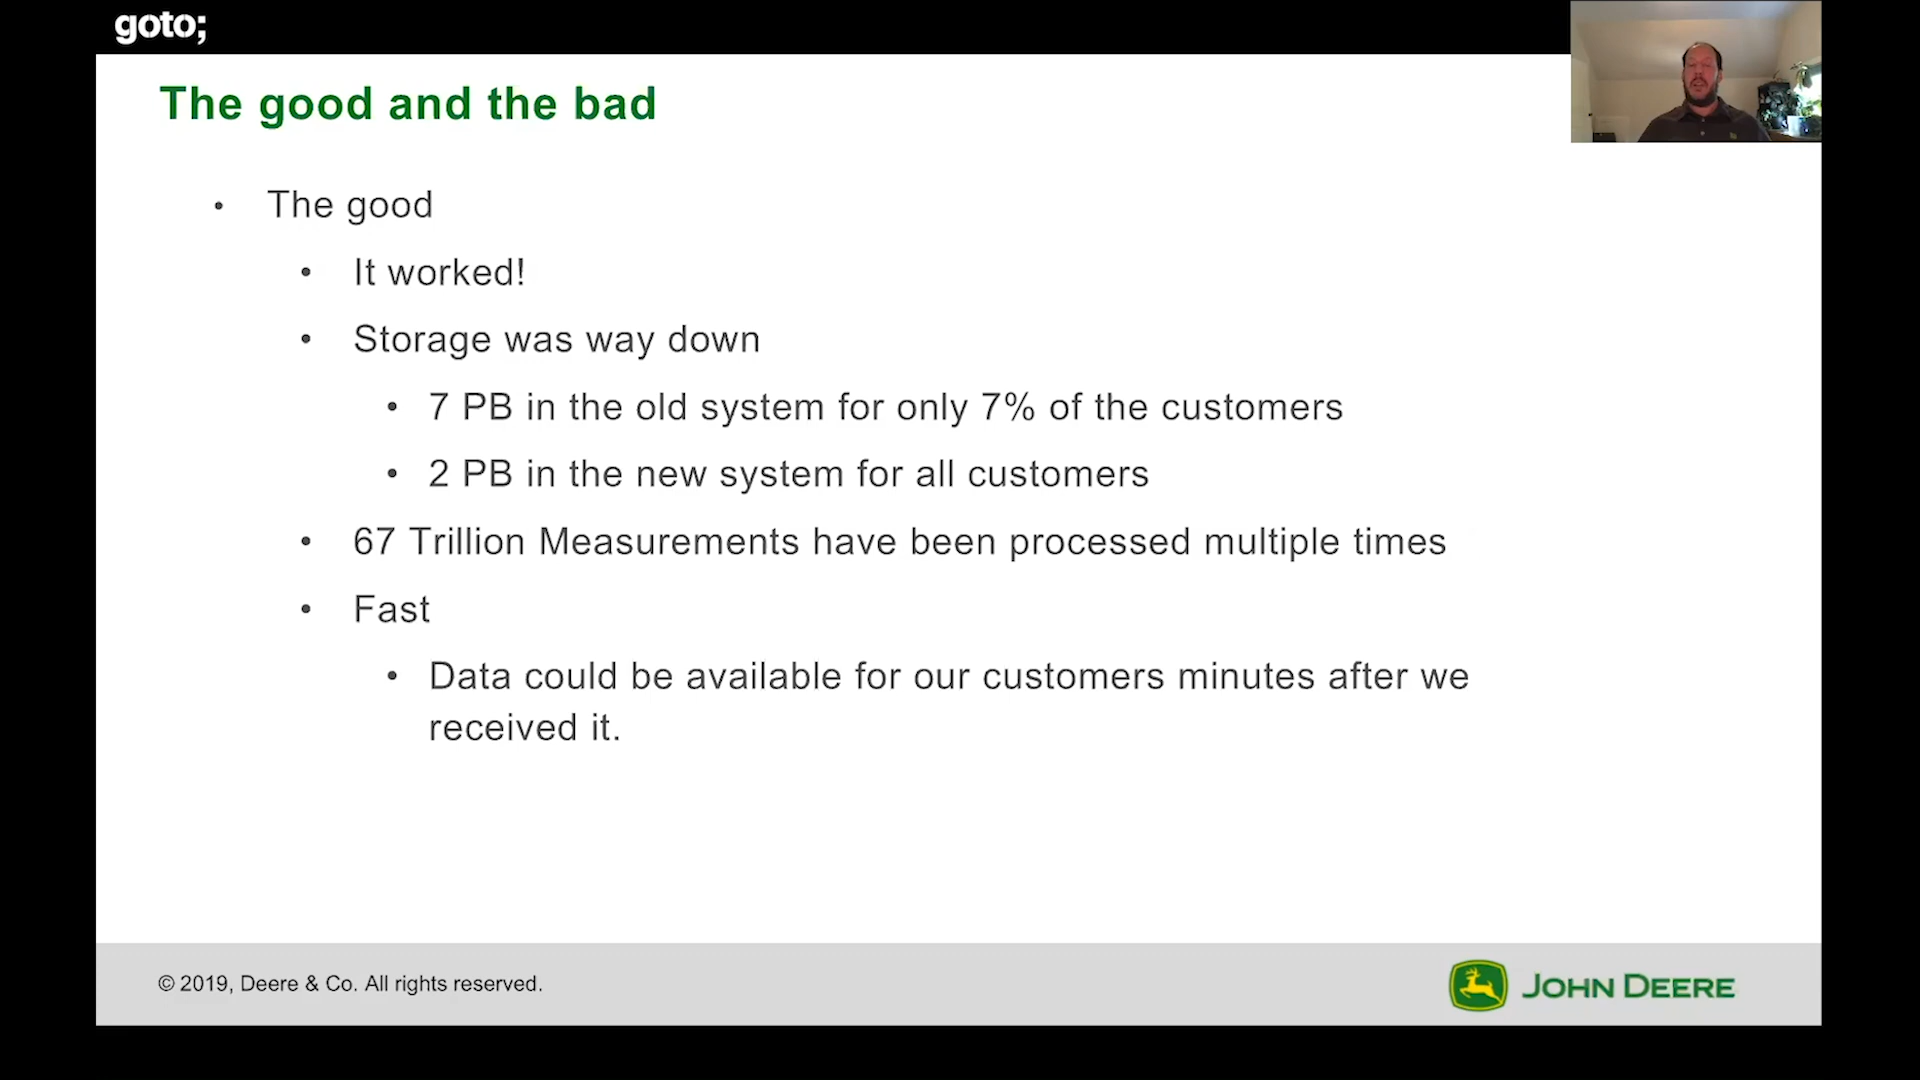 goto;
The good and the bad
• The good
• It worked!
• Storage was way down
• 7 PB in the old system for only 7% of the customers
• 2 PB in the new system for all customers
• 67 Trillion Measurements have been processed multiple times
• Fast
• Data could be available for our customers minutes after we
received it.
© 2019, Deere & Co. All rights reserved.
JOHN DEERE